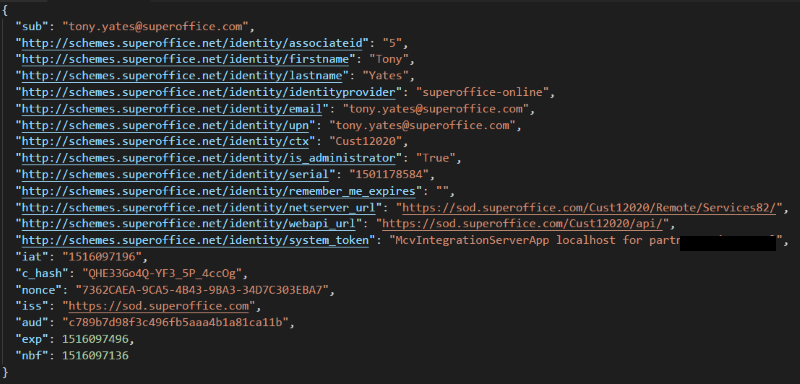 {
"sub": "tony.yates@superoffice.com",
"http://schemes.superoffice.net/identity/associateid": "5",
"http://schemes.superoffice.net/identity/firstname": "Tony",
"http://schemes.superoffice.net/identity/lastname": "Yates",
"http://schemes.superoffice.net/identity/identityprovider": "superoffice-online",
"http://schemes.superoffice.net/identity/email": "tony.yates@superoffice.com",
"http://schemes.superoffice.net/identity/upn": "tony.yates@superoffice.com",
"http://schemes.superoffice.net/identity/ctx": "Cust12020",
"http://schemes.superoffice.net/identity/is_administrator": "True",
"http://schemes.superoffice.net/identity/serial": "1501178584",
"http://schemes.superoffice.net/identity/remember_me_expires": "",
"http://schemes.superoffice.net/identity/netserver_url": "https://sod.superoffice.com/Cust12020/Remote/Services82/",
"http://schemes.superoffice.net/identity/webapi_url": "https://sod.superoffice.com/Cust12020/api/",
"http://schemes.superoffice.net/identity/system_token": "McvIntegrationServerApp localhost for ,
"iat": "1516097196",
"c_hash": "QHE33Go4Q-YF3_5P_4ccOg",
"nonce": "7362CAEA-9CA5-4B43-9BA3-34D7C303EBA7",
"iss": "https://sod.superoffice.com",
"aud": "c789b7d98f3c496fb5aaa4b1a81ca11b",
"exp": 1516097496,
"nbf": 1516097136
}